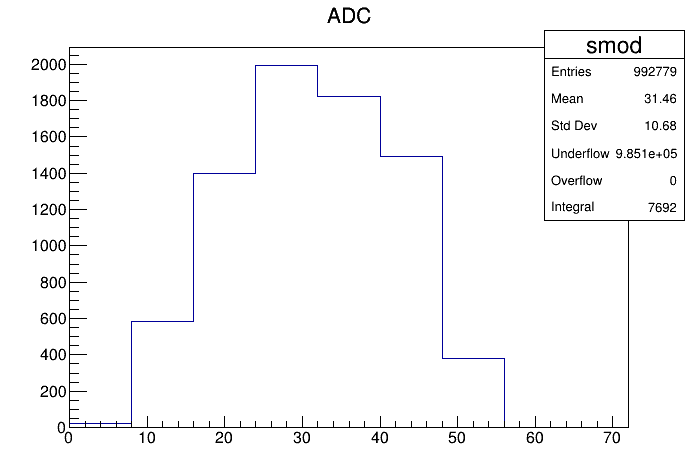 ADC
smod
Entries 992779
Mean 31.46
Std Dev 10.68
Underflow 9.851e+05
Overflow 0
Integral 7692
2000
1800
1600
1400
1200
1000
800
600
400
200
0
0 10 20 30 40 50 60 70